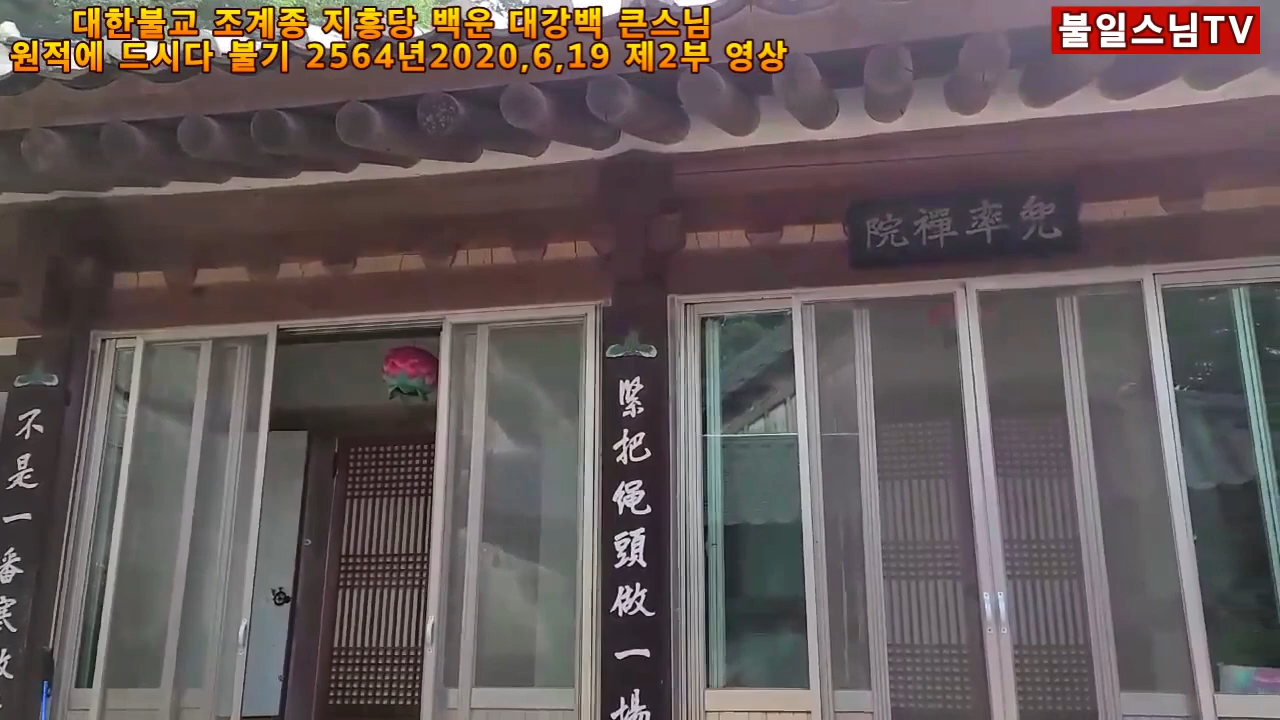 대한불교 조계종 지흥당 백운 대강백 큰스님
원적에 드시다 불기 2564년2020,6,19 제2부 영상
불일스님TV
院禪率兜
緊把繩頭做一場
不是一番寒